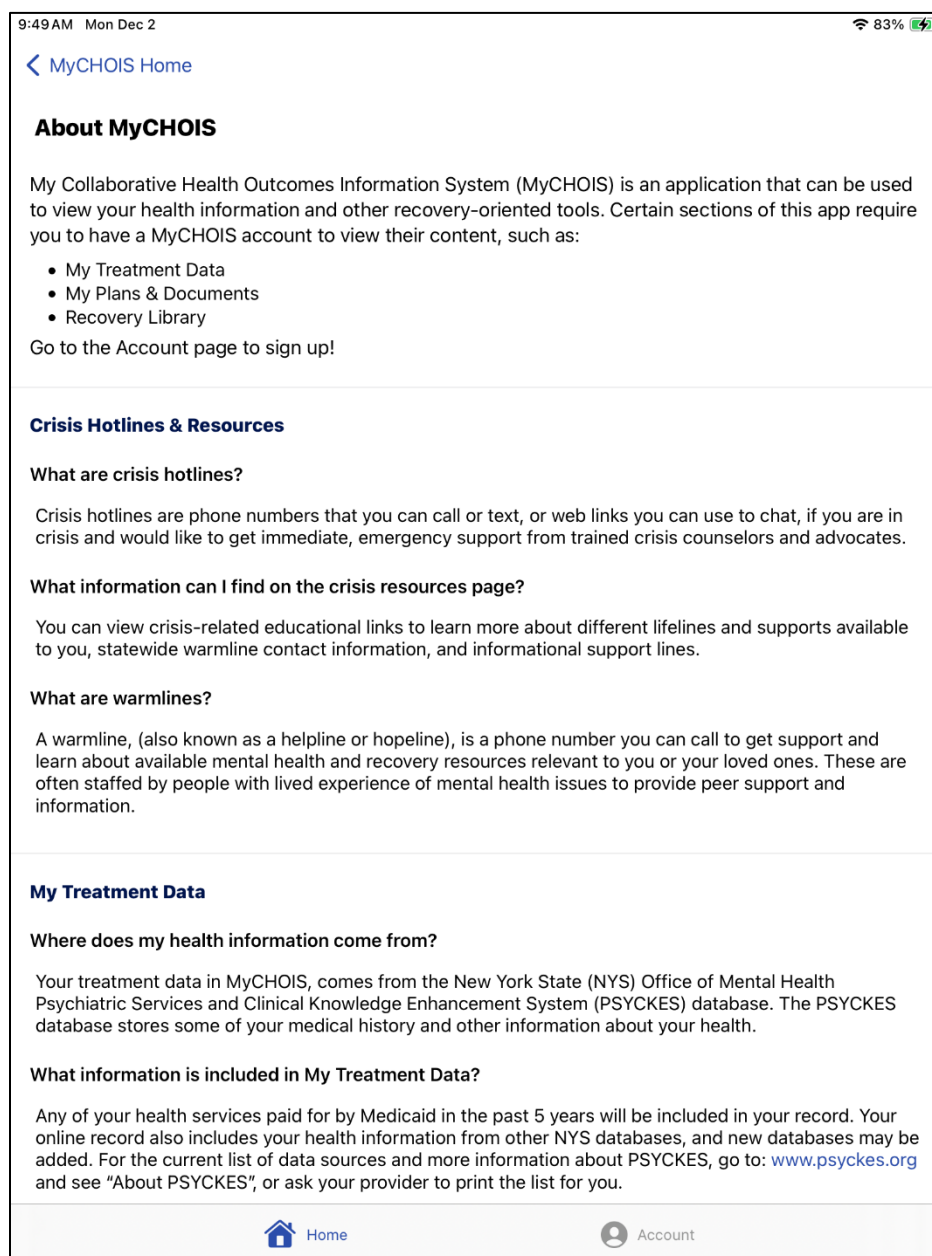 9:49 AM Mon Dec 2 83%
MyCHOIS Home
About MyCHOIS
My Collaborative Health Outcomes Information System (MyCHOIS) is an application that can be used
to view your health information and other recovery-oriented tools. Certain sections of this app require
you to have a MyCHOIS account to view their content, such as:
• My Treatment Data
• My Plans & Documents
• Recovery Library
Go to the Account page to sign up!
Crisis Hotlines & Resources
What are crisis hotlines?
Crisis hotlines are phone numbers that you can call or text, or web links you can use to chat, if you are in
crisis and would like to get immediate, emergency support from trained crisis counselors and advocates.
What information can I find on the crisis resources page?
You can view crisis-related educational links to learn more about different lifelines and supports available
to you, statewide warmline contact information, and informational support lines.
What are warmlines?
A warmline, (also known as a helpline or hopeline), is a phone number you can call to get support and
learn about available mental health and recovery resources relevant to you or your loved ones. These are
often staffed by people with lived experience of mental health issues to provide peer support and
information.
My Treatment Data
Where does my health information come from?
Your treatment data in MyCHOIS, comes from the New York State (NYS) Office of Mental Health
Psychiatric Services and Clinical Knowledge Enhancement System (PSYCKES) database. The PSYCKES
database stores some of your medical history and other information about your health.
What information is included in My Treatment Data?
Any of your health services paid for by Medicaid in the past 5 years will be included in your record. Your
online record also includes your health information from other NYS databases, and new databases may be
added. For the current list of data sources and more information about PSYCKES, go to: www.psyckes.org
and see “About PSYCKES”, or ask your provider to print the list for you.
Home Account